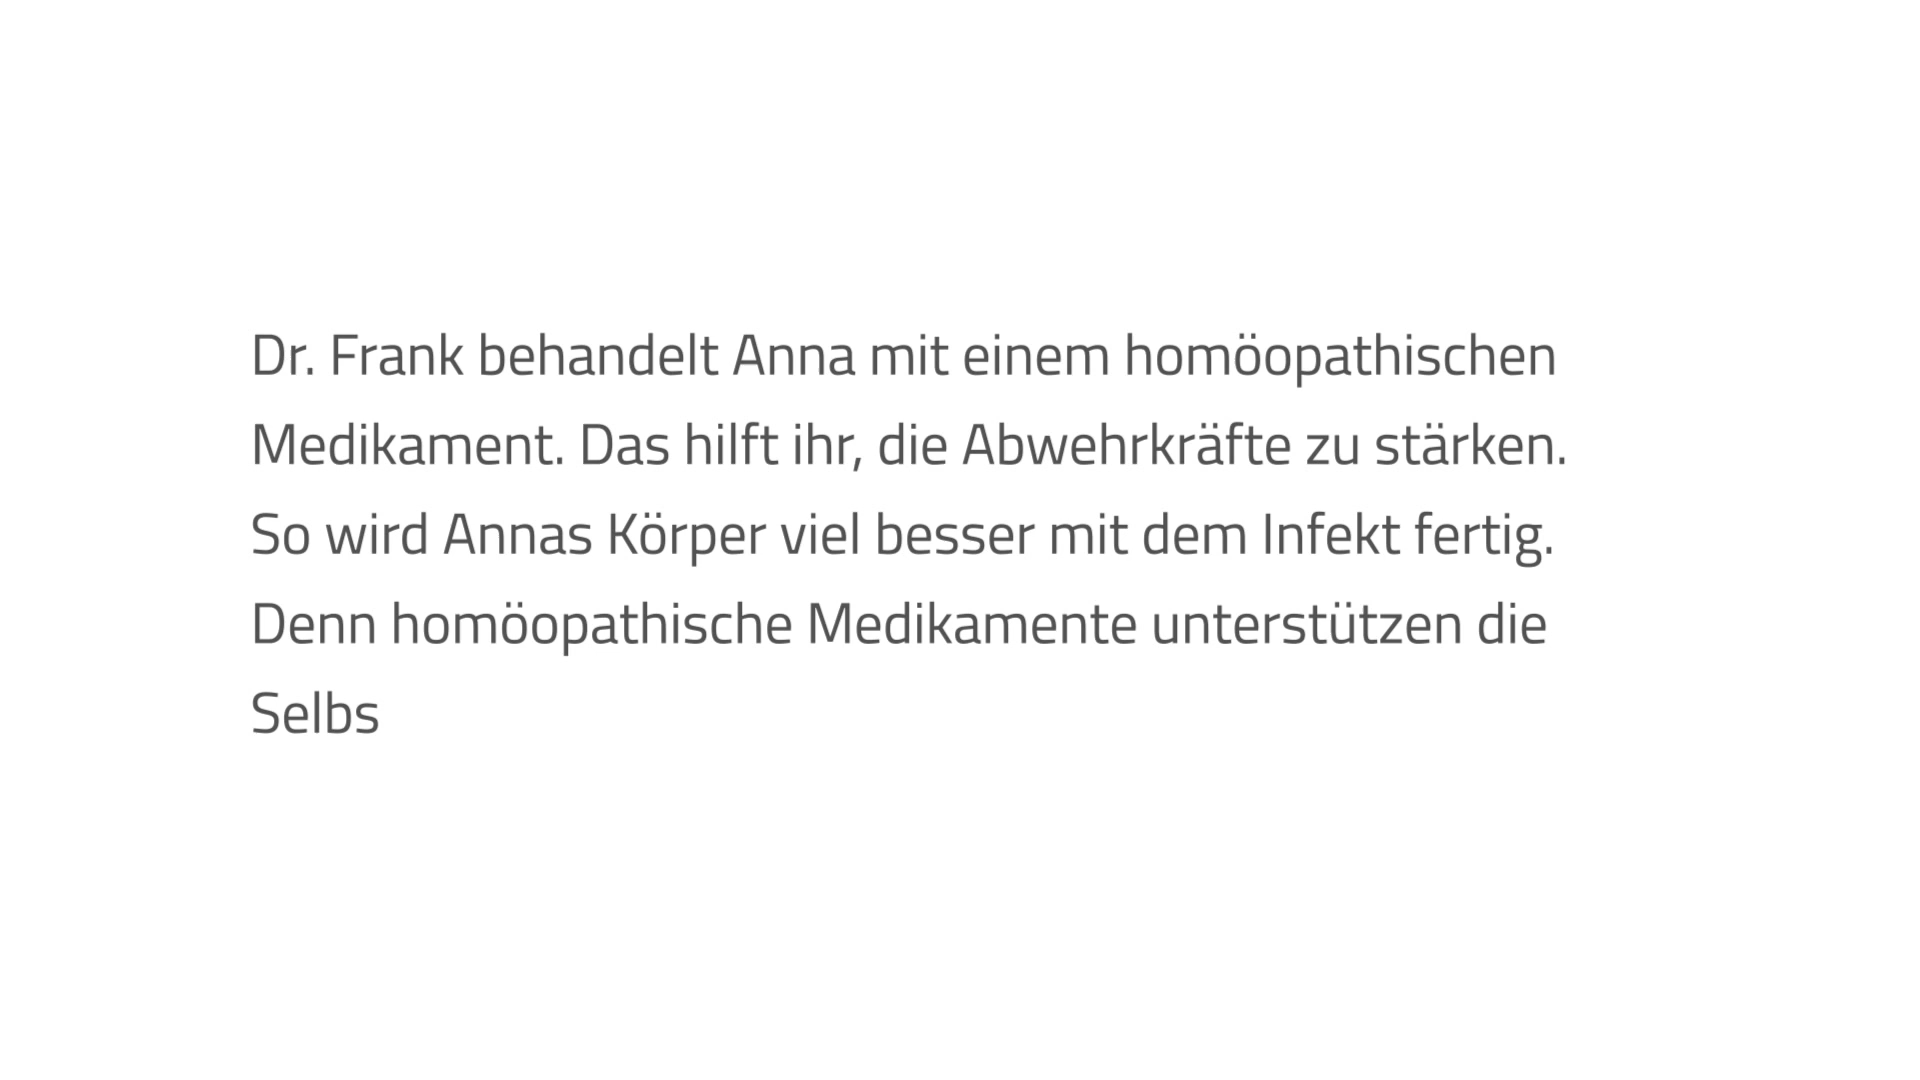 Dr. Frank behandelt Anna mit einem homöopathischen
Medikament. Das hilft ihr, die Abwehrkräfte zu stärken.
So wird Annas Körper viel besser mit dem Infekt fertig.
Denn homöopathische Medikamente unterstützen die
Selbs